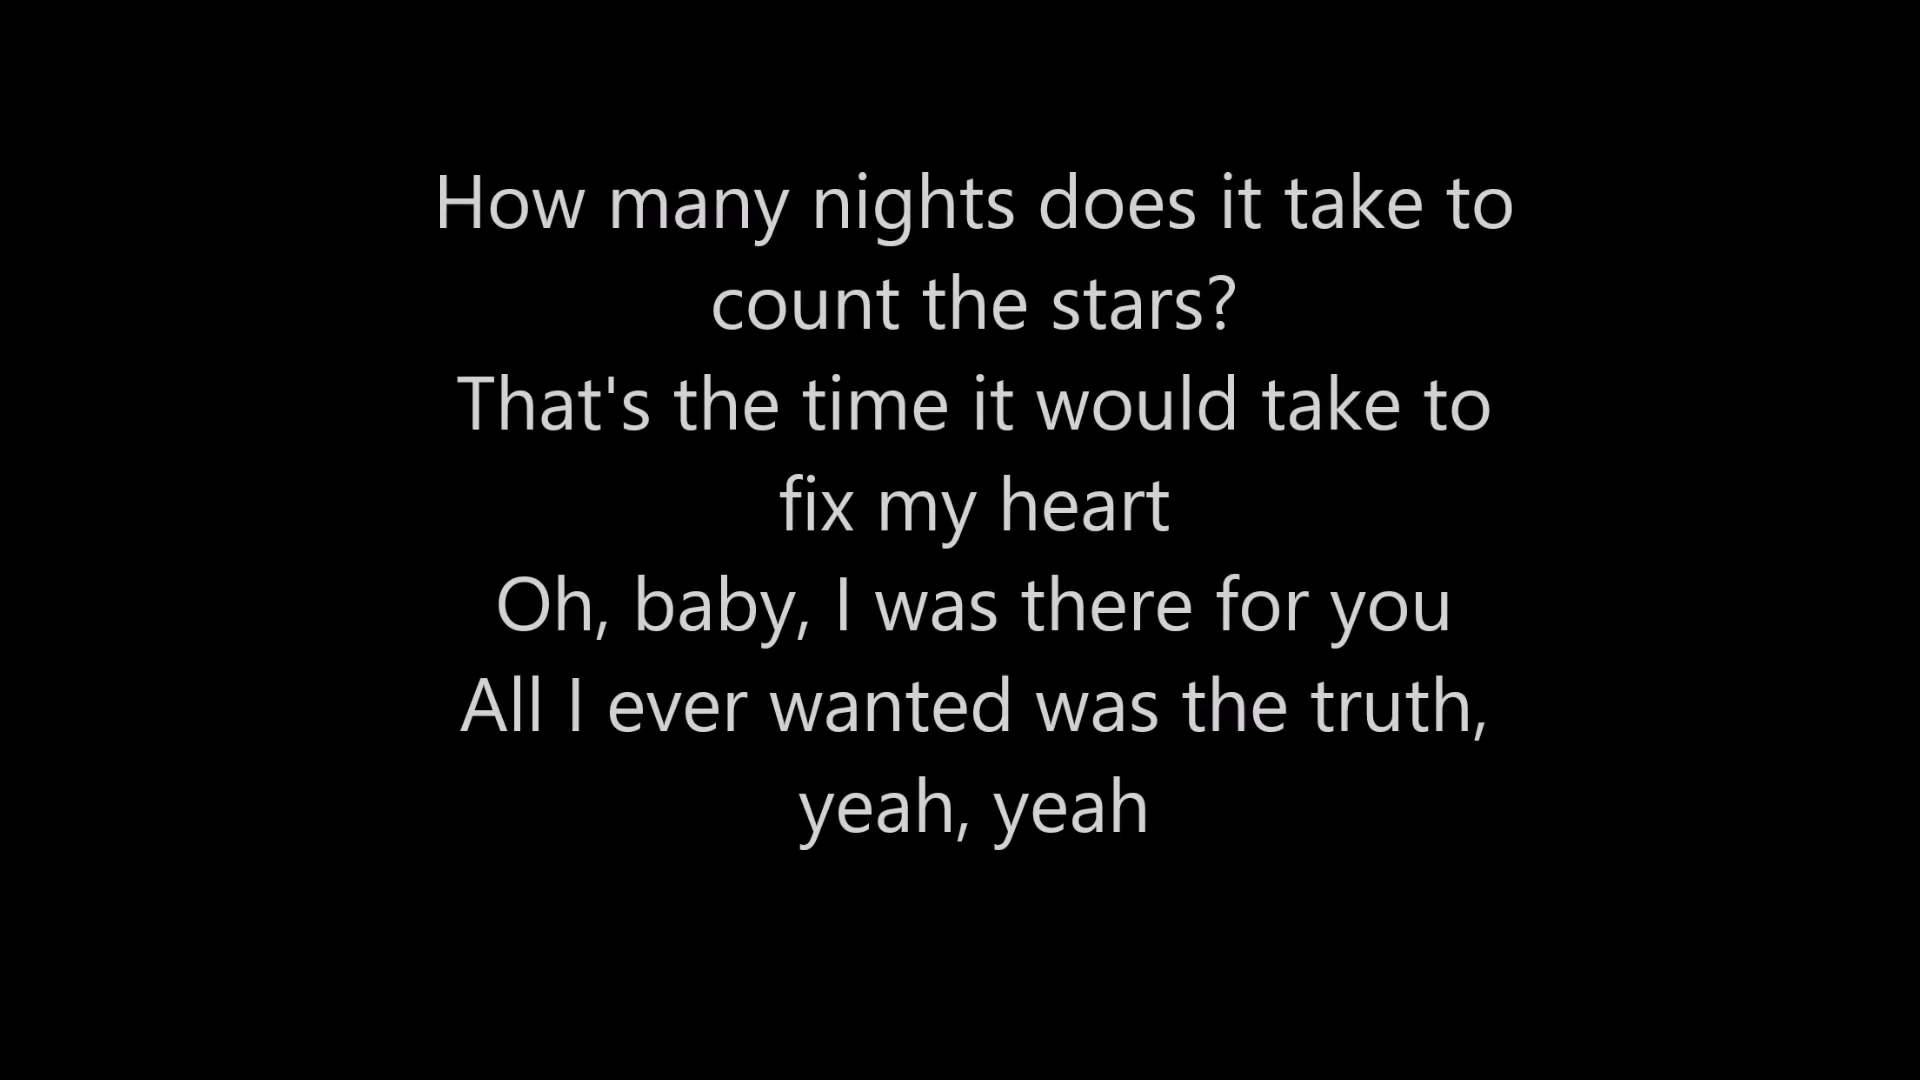 How many nights does it take to
count the stars?
That's the time it would take to
fix my heart
Oh, baby, I was there for you
All I ever wanted was the truth,
yeah, yeah